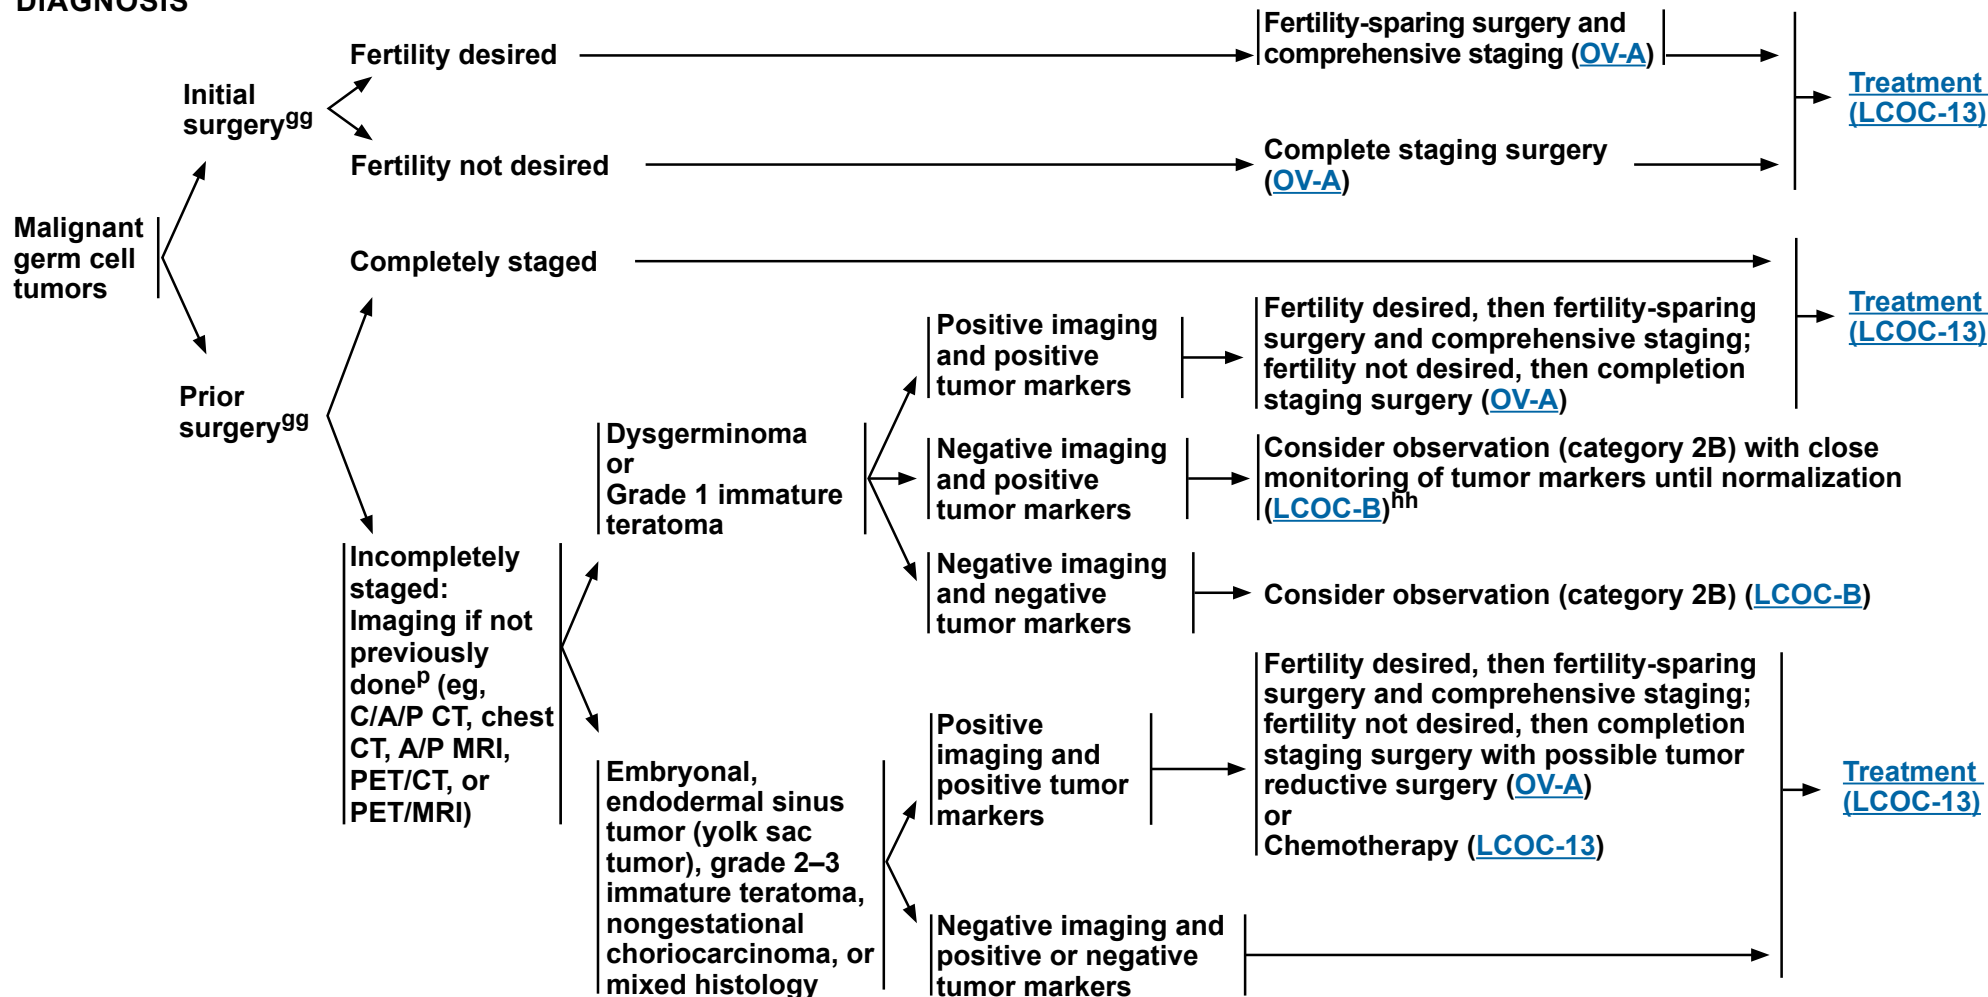 DIAGNOSIS
Initial
surgerygg
Fertility desired
Fertility-sparing surgery and
comprehensive staging (OV-A)
Fertility not desired
Complete staging surgery
(OV-A)
Treatment
(LCOC-13)
Malignant
germ cell
tumors
Prior
surgerygg
Completely staged
Treatment
(LCOC-13)
Incompletely
staged:
Imaging if not
previously
donep (eg,
C/A/P CT, chest
CT, A/P MRI,
PET/CT, or
PET/MRI)
Dysgerminoma
or
Grade 1 immature
teratoma
Positive imaging
and positive
tumor markers
Fertility desired, then fertility-sparing
surgery and comprehensive staging;
fertility not desired, then completion
staging surgery (OV-A)
Negative imaging
and positive
tumor markers
Consider observation (category 2B) with close
monitoring of tumor markers until normalization
(LCOC-B)hh
Negative imaging
and negative
tumor markers
Consider observation (category 2B) (LCOC-B)
Embryonal,
endodermal sinus
tumor (yolk sac
tumor), grade 2–3
immature teratoma,
nongestational
choriocarcinoma, or
mixed histology
Positive
imaging and
positive tumor
markers
Fertility desired, then fertility-sparing
surgery and comprehensive staging;
fertility not desired, then completion
staging surgery with possible tumor
reductive surgery (OV-A)
or
Chemotherapy (LCOC-13)
Negative imaging and
positive or negative
tumor markers
Treatment
(LCOC-13)